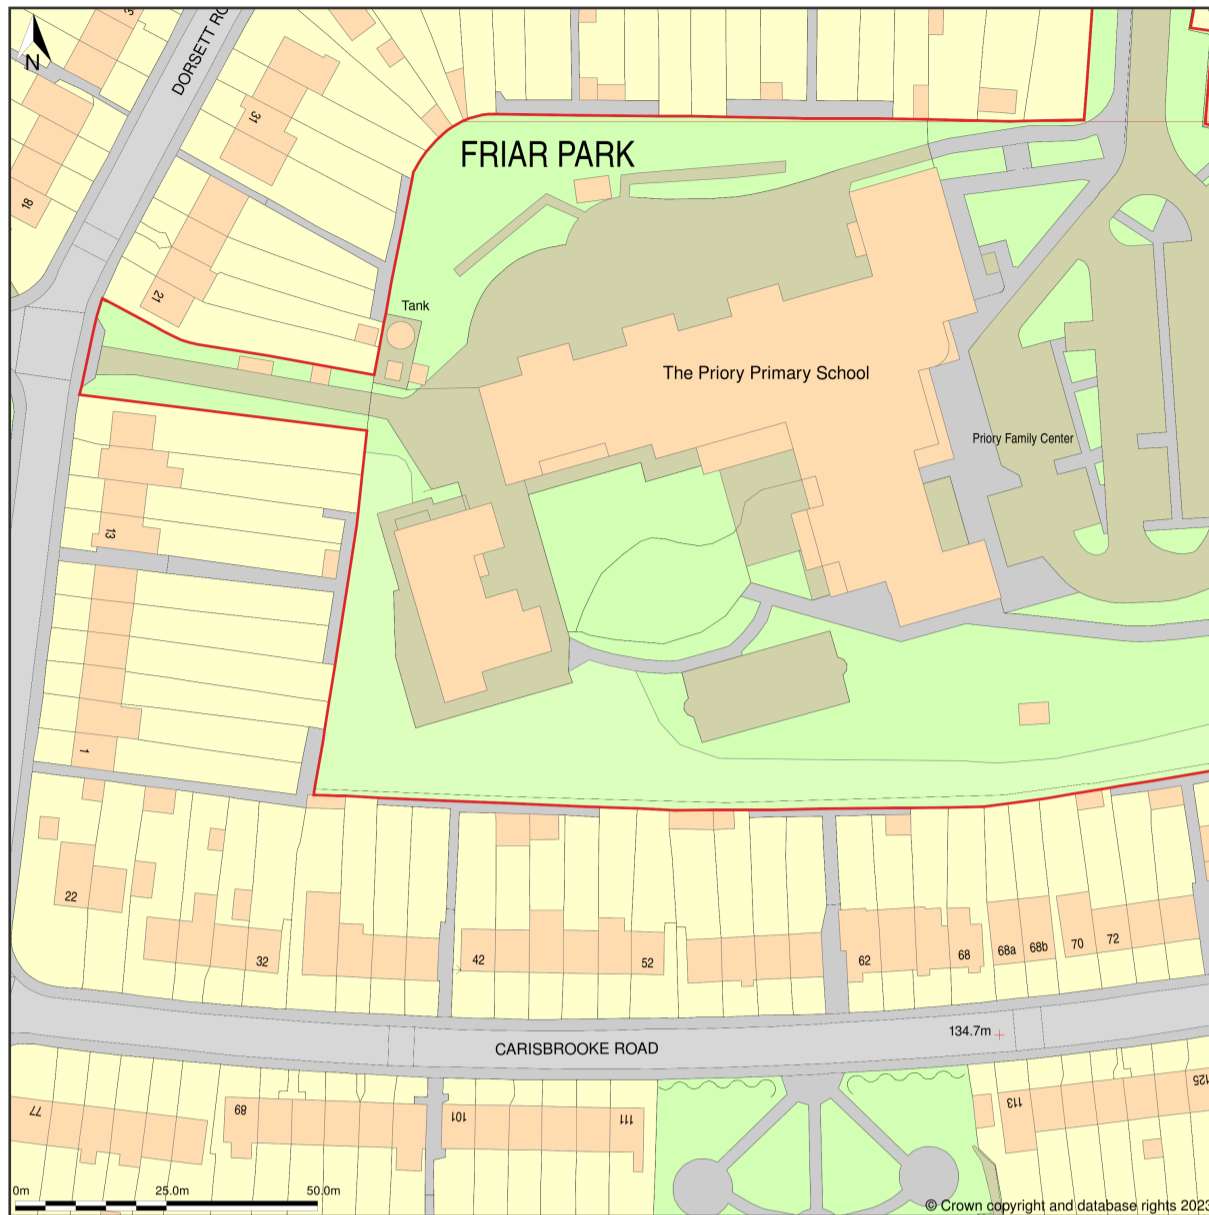 N
DORSETT RO
31
18
FRIAR PARK
21
Tank
The Priory Primary School
Priory Family Center
13
1
22
32
42
52
62
68
68a
68b
70
72
134.7m
CARISBROOKE ROAD
77
89
101
111
113
125
0m 25.0m 50.0m
© Crown copyright and database rights 2023